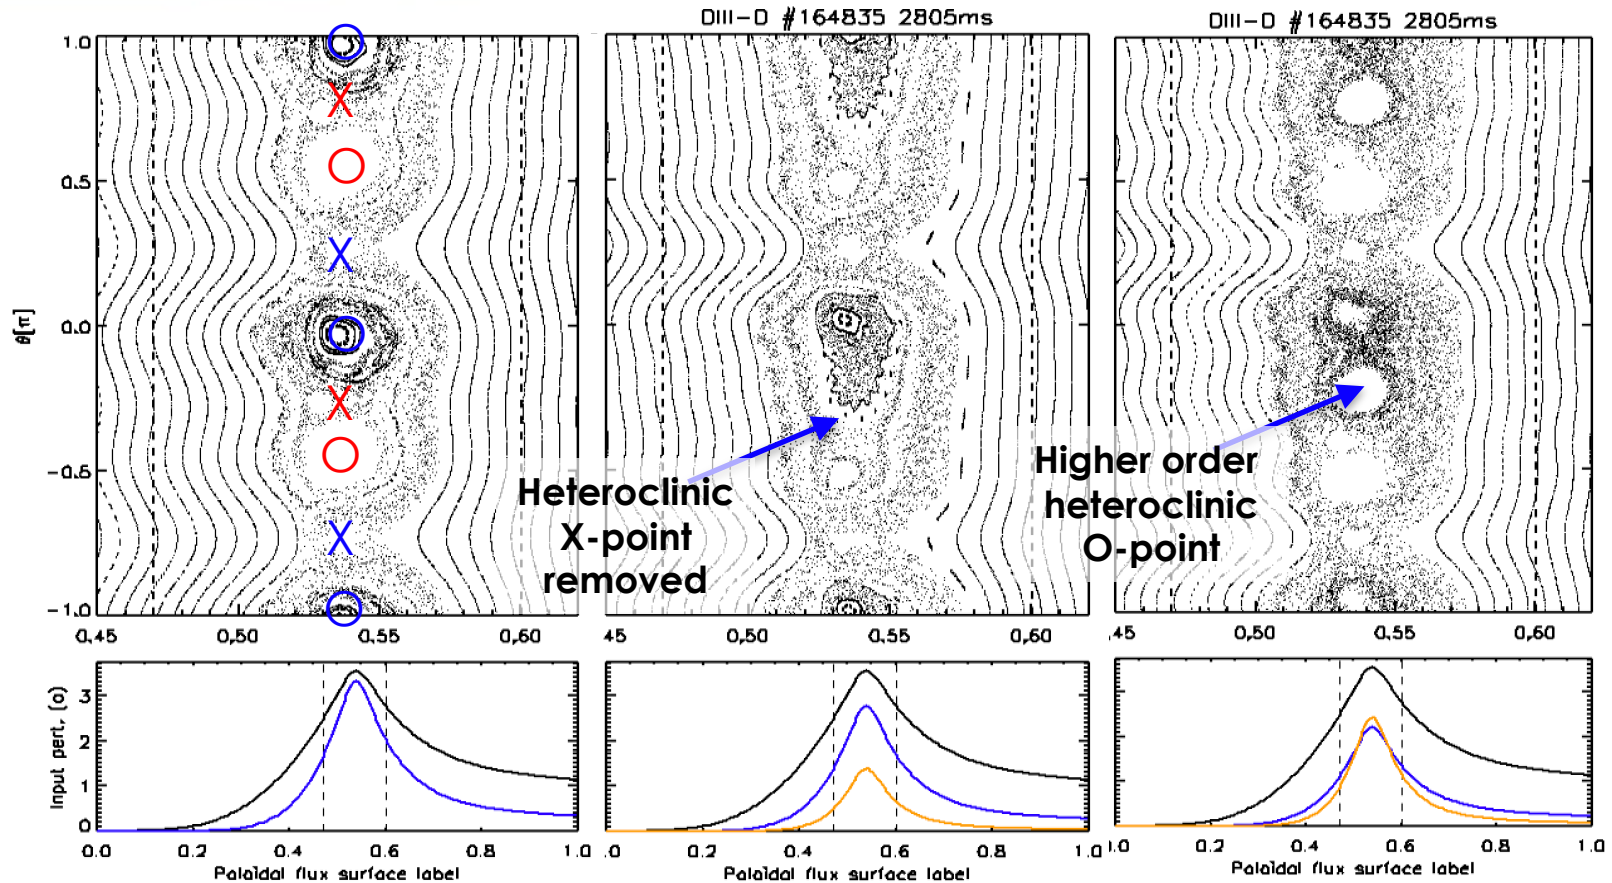 DIII-D #164835 2805ms
DIII-D #164835 2805ms
1.0
0.5
0.0
-0.5
-1.0
θ[π]
X
X
X
X
Heteroclinic
X-point
removed
Higher order
heteroclinic
O-point
0.45 0.50 0.55 0.60
.45 0.50 0.55 0.60
.45 0.50 0.55 0.60
Input pert. (a)
3
2
1
0
0.0 0.2 0.4 0.6 0.8 1.0
0.0 0.2 0.4 0.6 0.8 1.0
1.0 0.2 0.4 0.6 0.8 1.0
Poloidal flux surface label
Poloidal flux surface label
Poloidal flux surface label